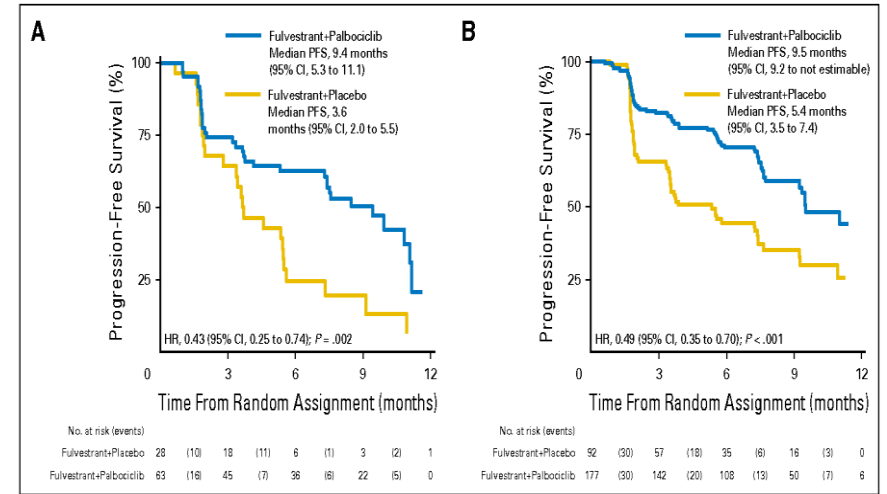 A
Fulvestrant+Palbociclib
Median PFS, 9.4 months
(95% CI, 5.3 to 11.1)
Fulvestrant+Placebo
Median PFS, 3.6
months (95% CI, 2.0 to 5.5)
Progression-Free Survival (%)
100
75
50
25
HR, 0.43 (95% CI, 0.25 to 0.74); P = .002
0 3 6 9 12
Time From Random Assignment (months)
No. at risk (events)
Fulvestrant+Placebo 28 (10) 18 (11) 6 (1) 3 (2) 1
Fulvestrant+Palbociclib 63 (16) 45 (7) 36 (6) 22 (5) 0
B
Fulvestrant+Palbociclib
Median PFS, 9.5 months
(95% CI, 9.2 to not estimable)
Fulvestrant+Placebo
Median PFS, 5.4 months
(95% CI, 3.5 to 7.4)
Progression-Free Survival (%)
100
75
50
25
HR, 0.49 (95% CI, 0.35 to 0.70); P < .001
0 3 6 9 12
Time From Random Assignment (months)
No. at risk (events)
Fulvestrant+Placebo 92 (30) 57 (18) 35 (6) 16 (3) 0
Fulvestrant+Palbociclib 177 (30) 142 (20) 108 (13) 50 (7) 6